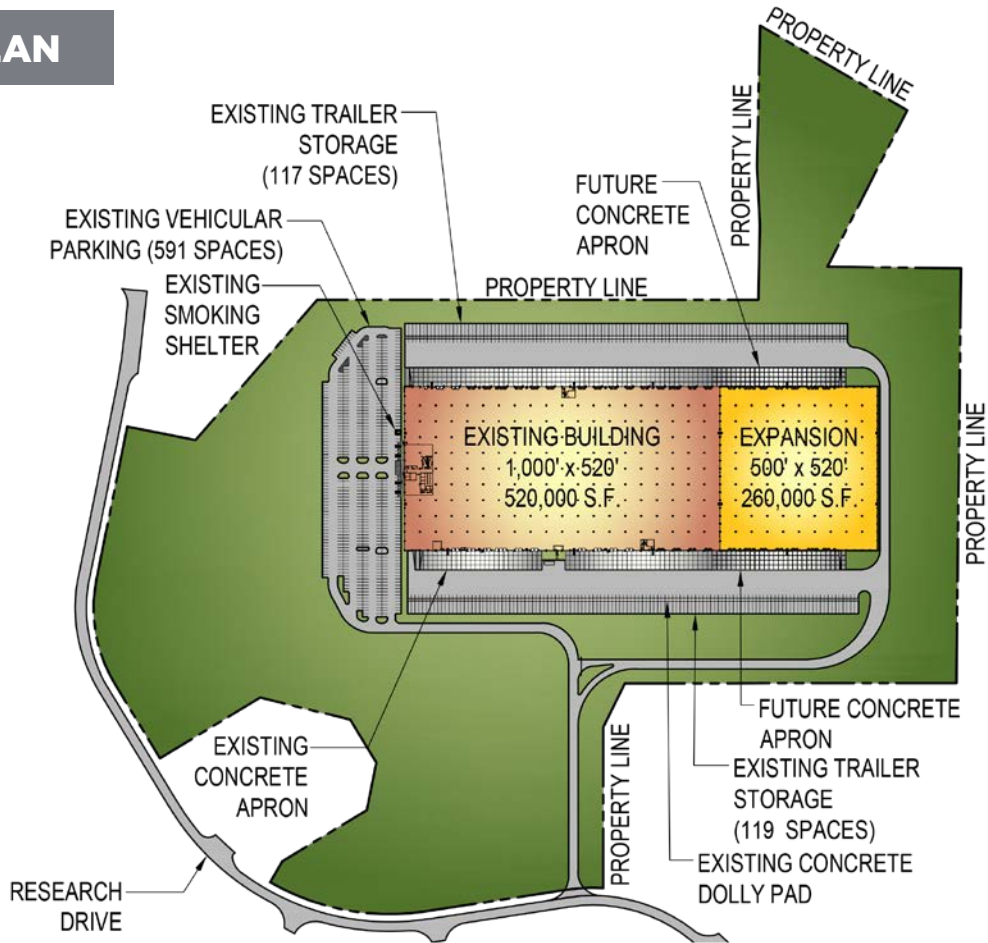 LAN
PROPERTY LINE
EXISTING TRAILER
STORAGE
(117 SPACES)
PROPERTY LINE
FUTURE
CONCRETE
APRON
EXISTING VEHICULAR
PARKING (591 SPACES)
EXISTING
SMOKING
SHELTER
PROPERTY LINE
EXISTING BUILDING
1,000' x 520'
520,000 S.F.
EXPANSION
500' x 520'
260,000 S.F.
PROPERTY LINE
EXISTING
CONCRETE
APRON
PROPERTY LINE
FUTURE CONCRETE
APRON
EXISTING TRAILER
STORAGE
(119 SPACES)
EXISTING CONCRETE
DOLLY PAD
RESEARCH
DRIVE